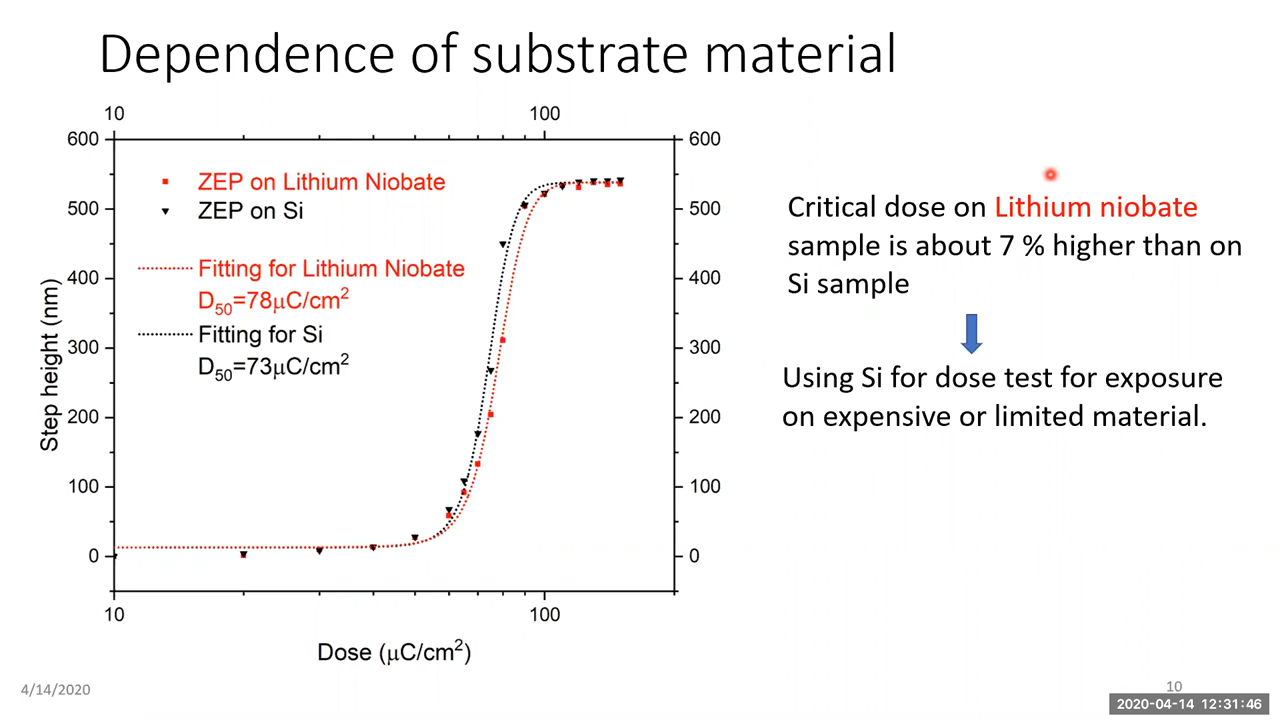 Dependence of substrate material
10 100
600 600
ZEP on Lithium Niobate
ZEP on Si
500 500
Fitting for Lithium Niobate
D₅₀=78μC/cm²
Fitting for Si
D₅₀=73μC/cm²
400 400
300 300
200 200
100 100
0 0
Step height (nm)
10 100
Dose (μC/cm²)
Critical dose on Lithium niobate
sample is about 7 % higher than on
Si sample
Using Si for dose test for exposure
on expensive or limited material.
4/14/2020
10
2020-04-14 12:31:46